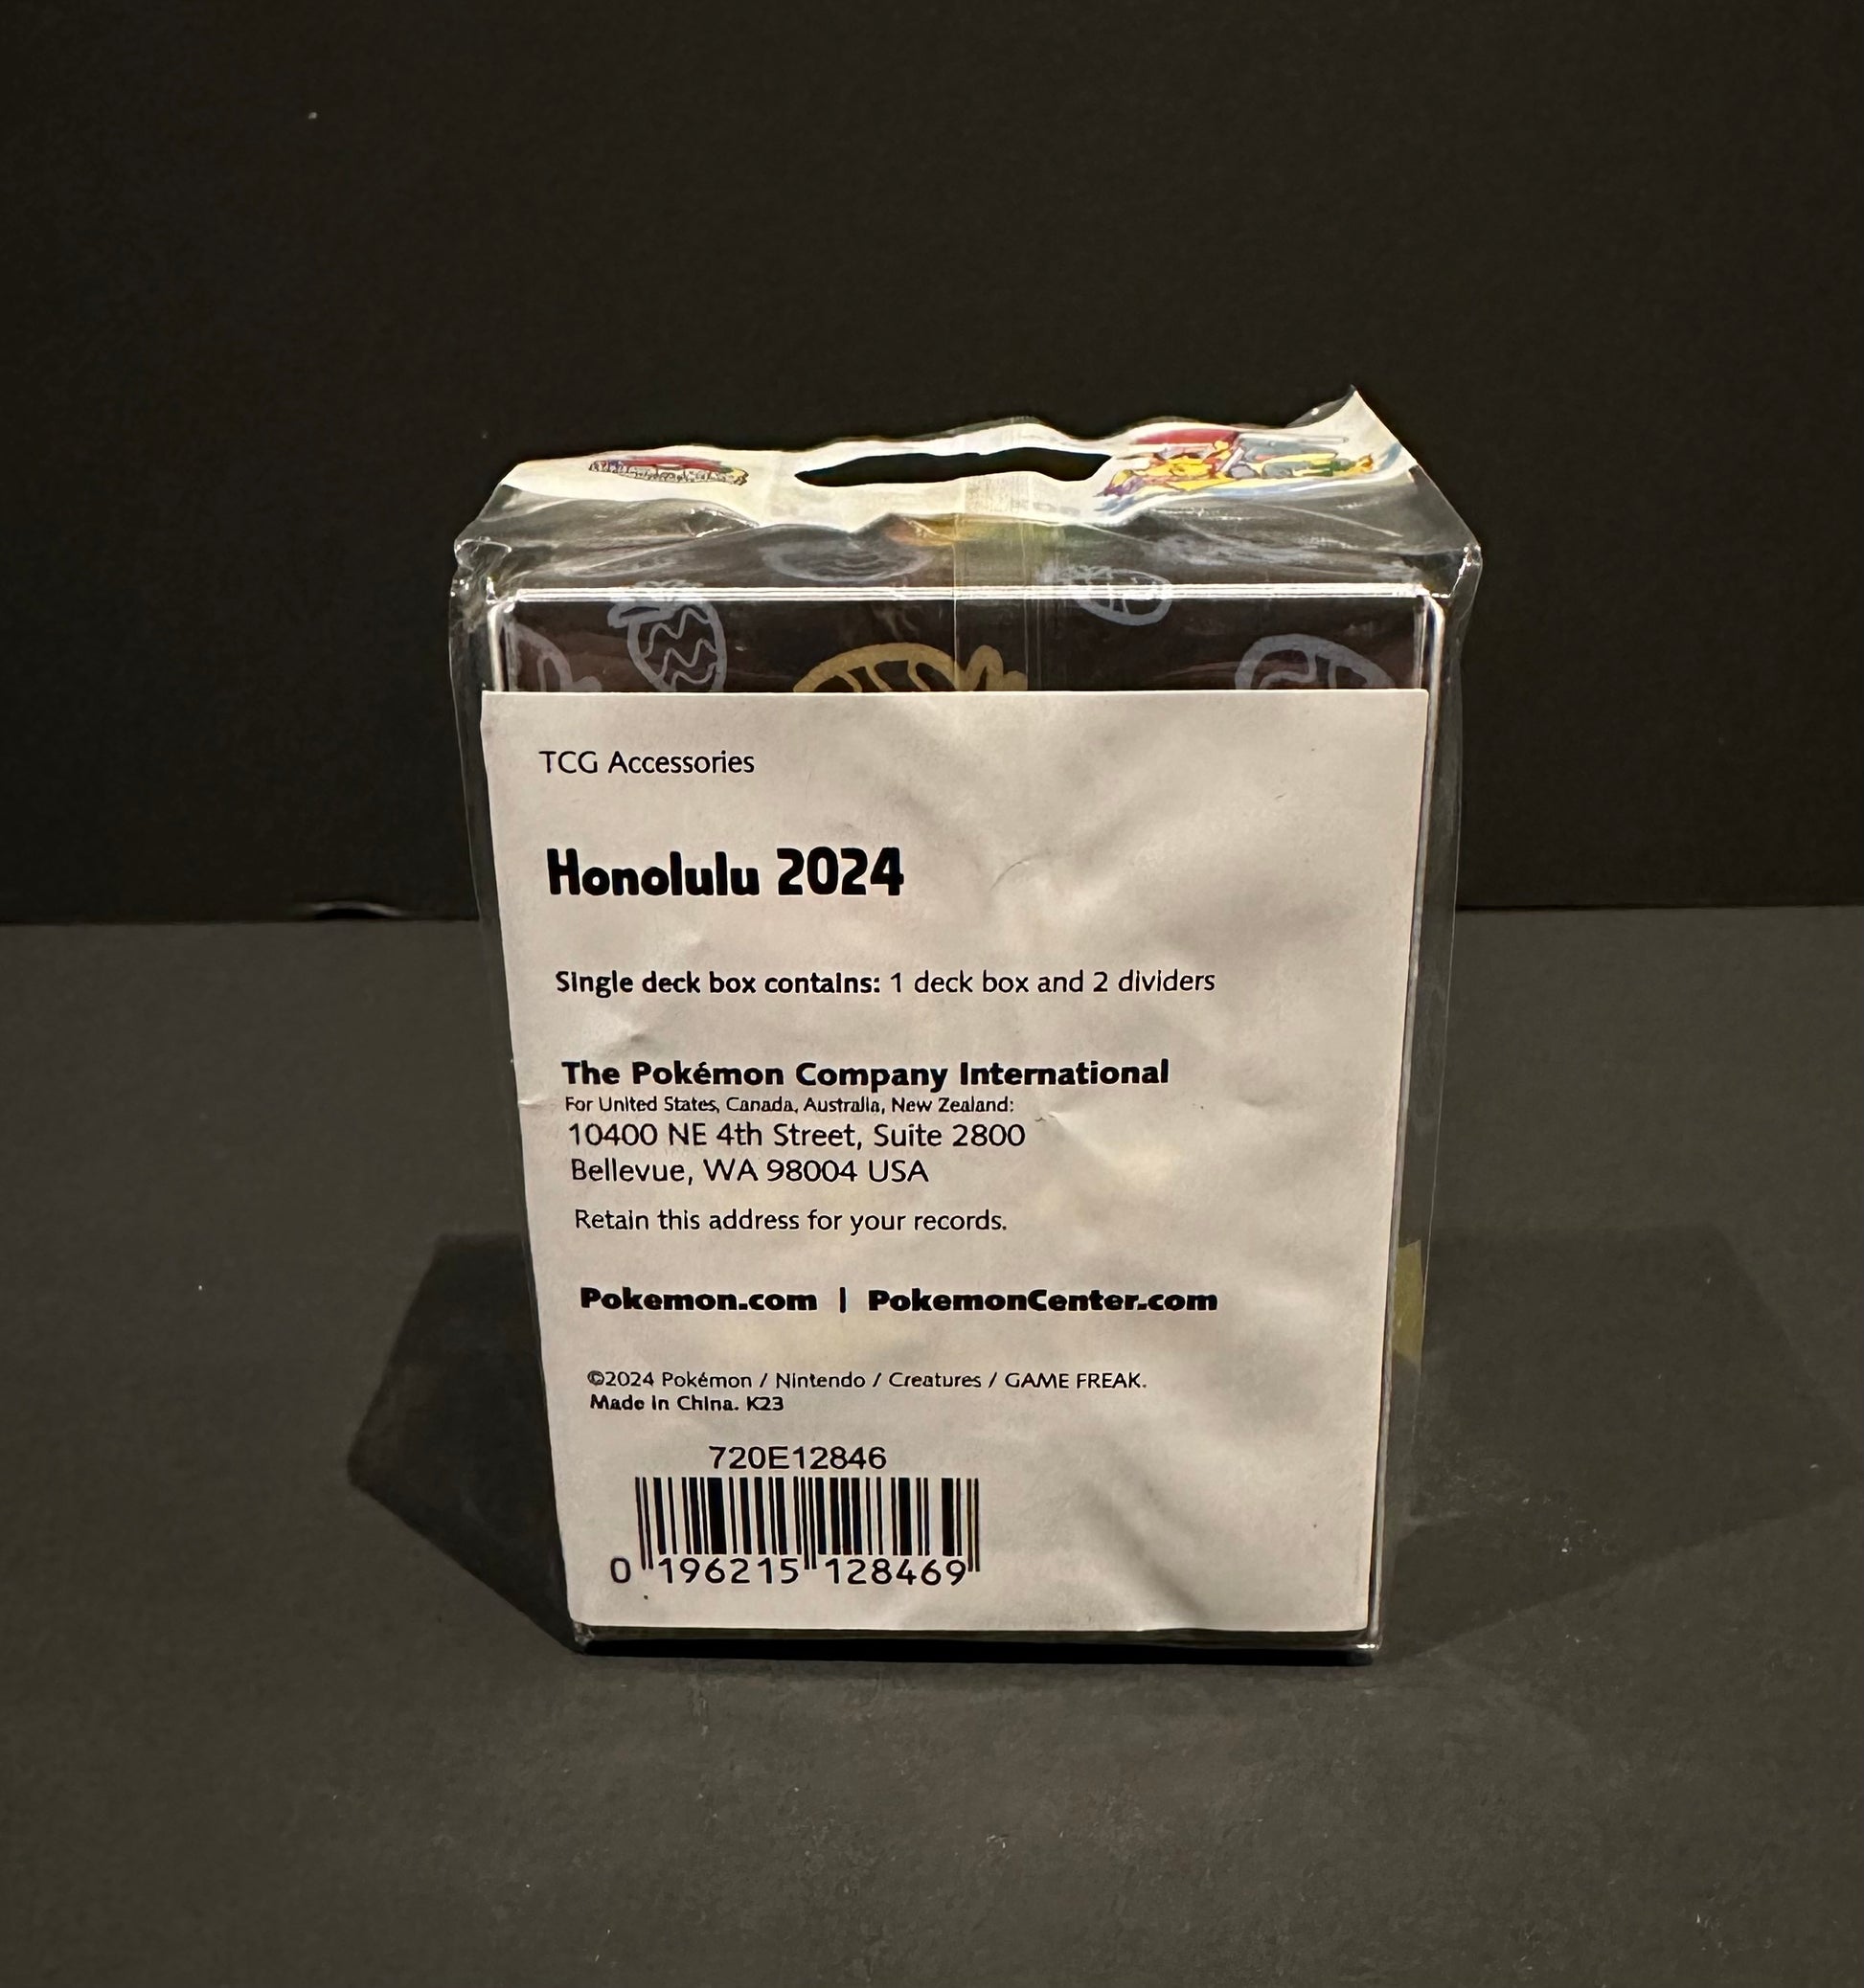 TCG Accessories
Honolulu 2024
Single deck box contains: 1 deck box and 2 dividers
The Pokémon Company International
For United States, Canada, Australia, New Zealand:
10400 NE 4th Street, Suite 2800
Bellevue, WA 98004 USA
Retain this address for your records.
Pokemon.com | PokemonCenter.com
©2024 Pokémon / Nintendo / Creatures / GAME FREAK.
Made in China. K23
720E12846
0 196215 128469